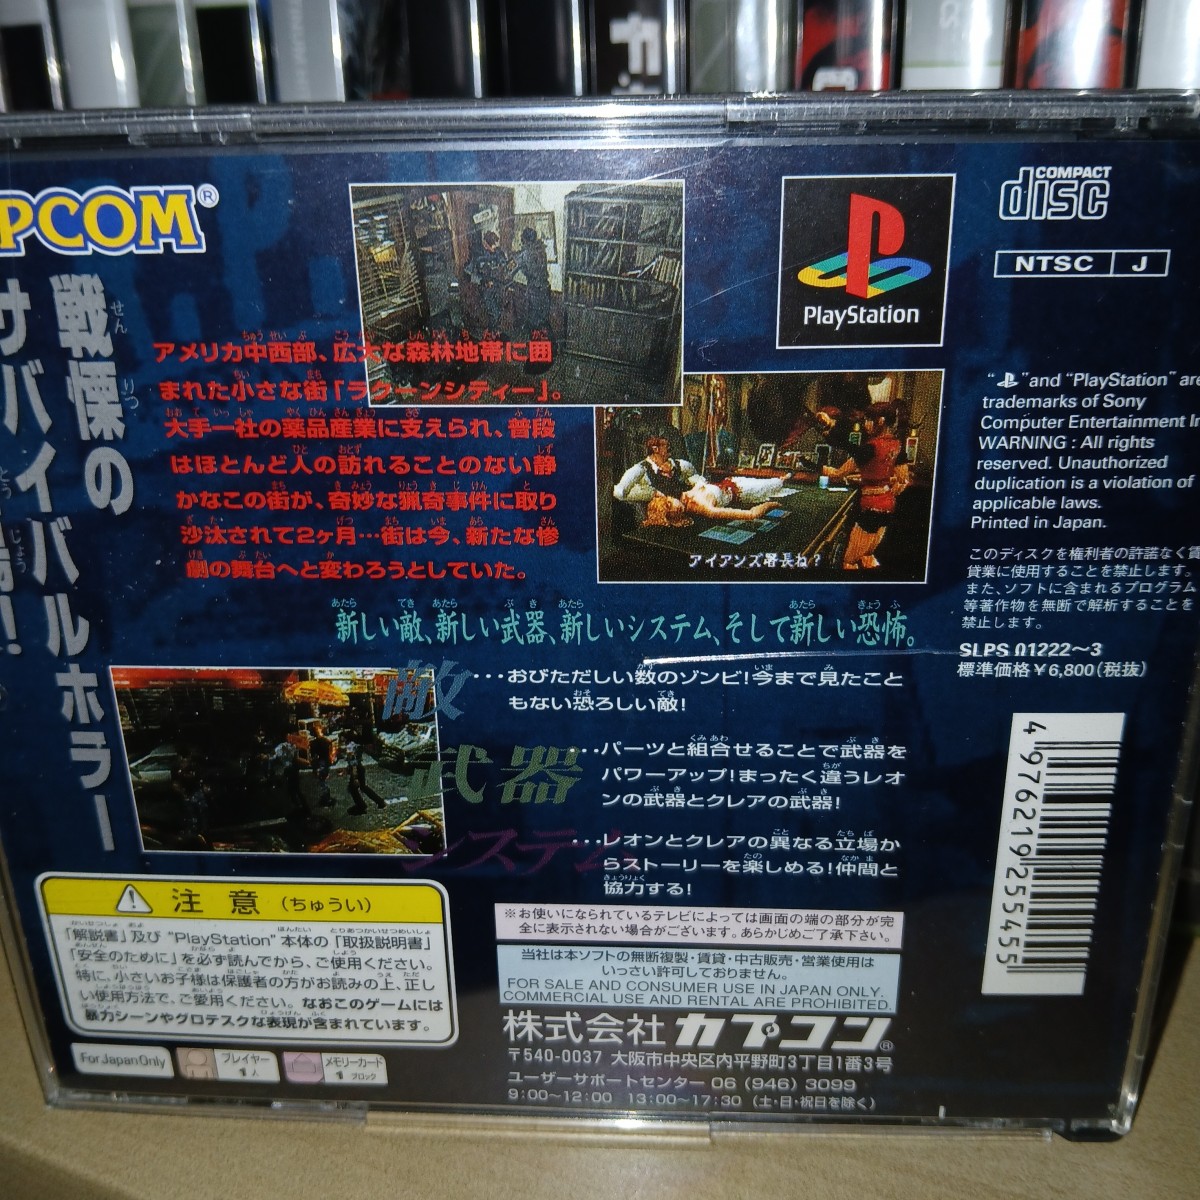 PCOM®
戦慄の
サバイバルホラー
場!
COMPACT
disc
NTSC J
PlayStation
アメリカ中西部、広大な森林地帯に囲
まれた小さな街「ラクーンシティー」。
大手一社の薬品産業に支えられ、普段
はほとんど人の訪れることのない静
かなこの街が、奇妙な猟奇事件に取り
沙汰されて2ヶ月…街は今、新たな惨
劇の舞台へと変わろうとしていた。
アイアンズ署長ね?
"and "PlayStation" are
trademarks of Sony
Computer Entertainment In
WARNING : All rights
reserved. Unauthorized
duplication is a violation of
applicable laws.
Printed in Japan.
このディスクを権利者の許諾なく賃
貸業に使用することを禁止します。
また、ソフトに含まれるプログラム
等著作物を無断で解析することを
禁止します。
SLPS 01222〜3
標準価格￥6,800(税抜)
新しい敵、新しい武器、新しいシステム、そして新しい恐怖。
敵
・・・おびただしい数のゾンビ!今まで見たこと
もない恐ろしい敵!
武器
・・・パーツと組合せることで武器を
パワーアップ!まったく違うレオ
ンの武器とクレアの武器!
システム
・・・レオンとクレアの異なる立場か
らストーリーを楽しめる!仲間と
協力する!
4 976219 255455
注意(ちゅうい)
「解説書」及び"PlayStation"本体の「取扱説明書」
「安全のために」を必ず読んでから、ご使用ください。
特に、小さいお子様は保護者の方がお読みの上、正し
い使用方法で、ご愛用ください。なおこのゲームには
暴力シーンやグロテスクな表現が含まれています。
For Japan Only
プレイヤー
1人
メモリーカード
1ブロック
※お使いになられているテレビによっては画面の端の部分が完
全に表示されない場合がございます。あらかじめご了承下さい。
当社は本ソフトの無断複製・賃貸・中古販売・営業使用は
いっさい許可しておりません。
FOR SALE AND CONSUMER USE IN JAPAN ONLY.
COMMERCIAL USE AND RENTAL ARE PROHIBITED.
株式会社カプコン®
〒540-0037 大阪市中央区内平野町3丁目1番3号
ユーザーサポートセンター 06 (946) 3099
9:00〜12:00 13:00〜17:30 (土・日・祝日を除く)